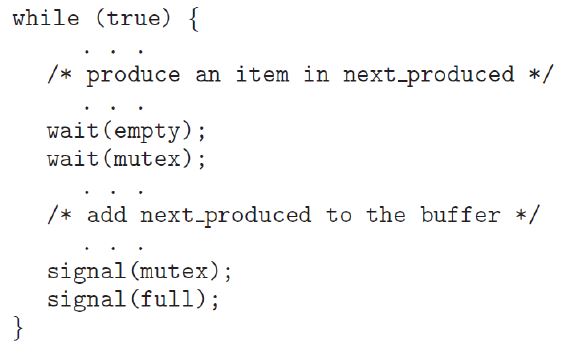 while (true) {
. . .
/* produce an item in next_produced */
. . .
wait(empty);
wait(mutex);
. . .
/* add next_produced to the buffer */
. . .
signal(mutex);
signal(full);
}